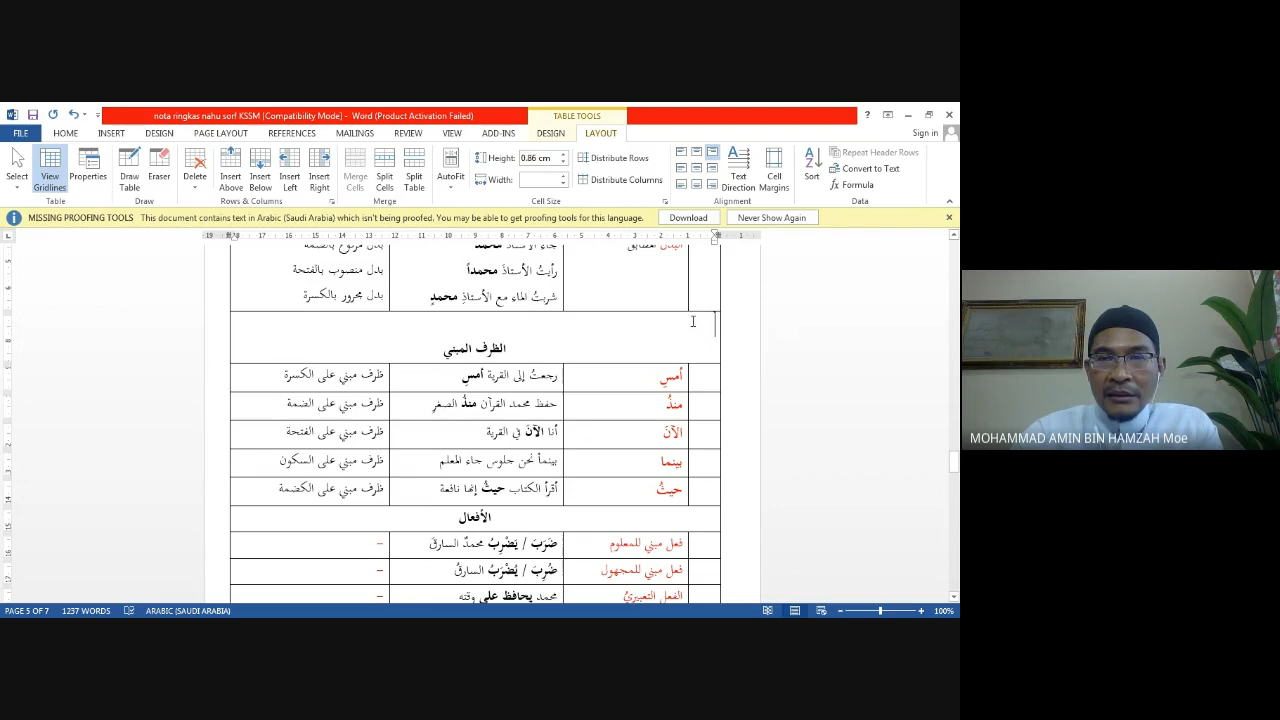 nota ringkas nahu sorf KSSM [Compatibility Mode] - Word (Product Activation Failed)
TABLE TOOLS
Sign in
FILE HOME INSERT DESIGN PAGE LAYOUT REFERENCES MAILINGS REVIEW VIEW ADD-INS DESIGN LAYOUT
Select
View Gridlines
Properties
Table
Draw Table
Eraser
Draw
Delete
Insert Above
Insert Below
Insert Left
Insert Right
Rows & Columns
Merge Cells
Split Cells
Split Table
Merge
AutoFit
Height: 0.86 cm
Width:
Distribute Rows
Distribute Columns
Cell Size
Text Direction
Cell Margins
Alignment
Sort
Repeat Header Rows
Convert to Text
Formula
Data
MISSING PROOFING TOOLS This document contains text in Arabic (Saudi Arabia) which isn't being proofed. You may be able to get proofing tools for this language. Download Never Show Again
رأيتُ الأستاذَ محمداً بدل منصوب بالفتحة
شربتُ الماء مع الأستاذِ محمدٍ بدل مجرور بالكسرة
الظرف المبني
أمسِ رجعتُ إلى القرية أمسِ ظرف مبني على الكسرة
منذُ حفظ محمد القرآن منذُ الصغرِ ظرف مبني على الضمة
الآنَ أنا الآنَ في القرية ظرف مبني على الفتحة
بينما بينماْ نحن جلوس جاء المعلم ظرف مبني على السكون
حيثُ أقرأ الكتاب حيثُ إنها نافعة ظرف مبني على الكضمة
الأفعال
فعل مبني للمعلوم ضَرَبَ / يَضْرِبُ محمدٌ السارقَ –
فعل مبني للمجهول ضُرِبَ / يُضْرَبُ السارقُ –
الفعل التعبيريُ محمد يحافظ على وقته –
PAGE 5 OF 7 1237 WORDS ARABIC (SAUDI ARABIA) 100%
MOHAMMAD AMIN BIN HAMZAH Moe